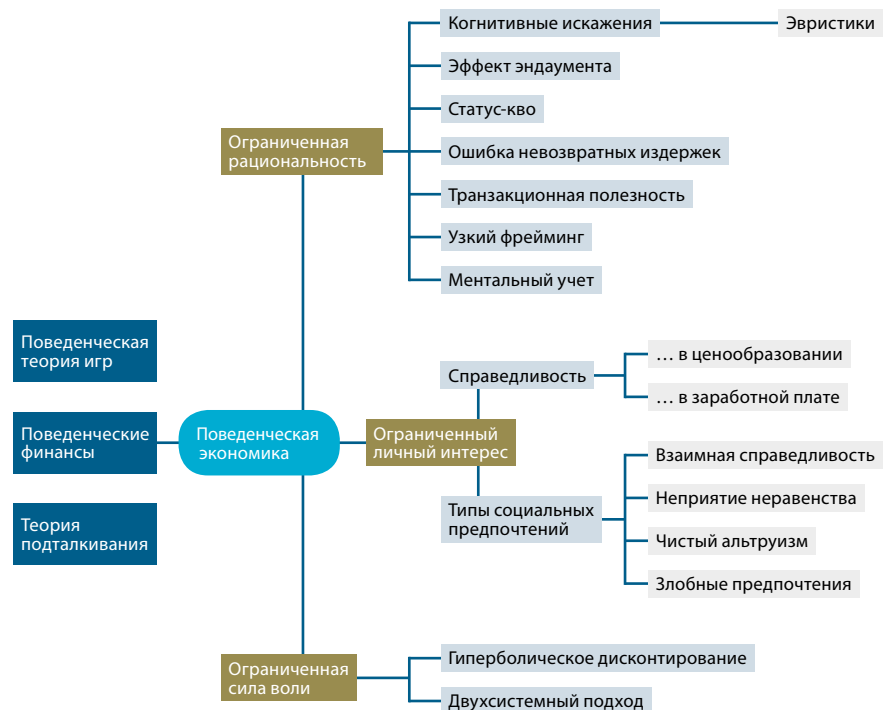 Когнитивные искажения
Эвристики
Эффект эндаумента
Статус-кво
Ограниченная
рациональность
Ошибка невозвратных издержек
Транзакционная полезность
Узкий фрейминг
Ментальный учет
Поведенческая
теория игр
Поведенческие
финансы
Теория
подталкивания
Поведенческая
экономика
Ограниченный
личный интерес
Справедливость
… в ценообразовании
… в заработной плате
Типы социальных
предпочтений
Взаимная справедливость
Неприятие неравенства
Чистый альтруизм
Злобные предпочтения
Ограниченная
сила воли
Гиперболическое дисконтирование
Двухсистемный подход